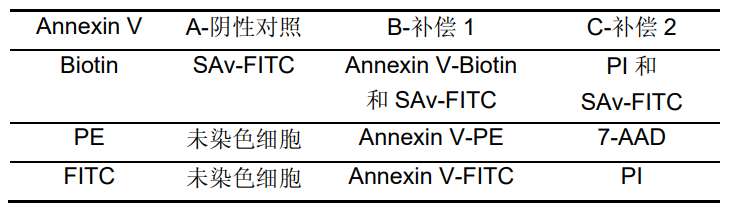 Annexin V A-阴性对照 B-补偿 1 C-补偿 2
Biotin SAv-FITC Annexin V-Biotin PI 和
和 SAv-FITC SAv-FITC
PE 未染色细胞 Annexin V-PE 7-AAD
FITC 未染色细胞 Annexin V-FITC PI